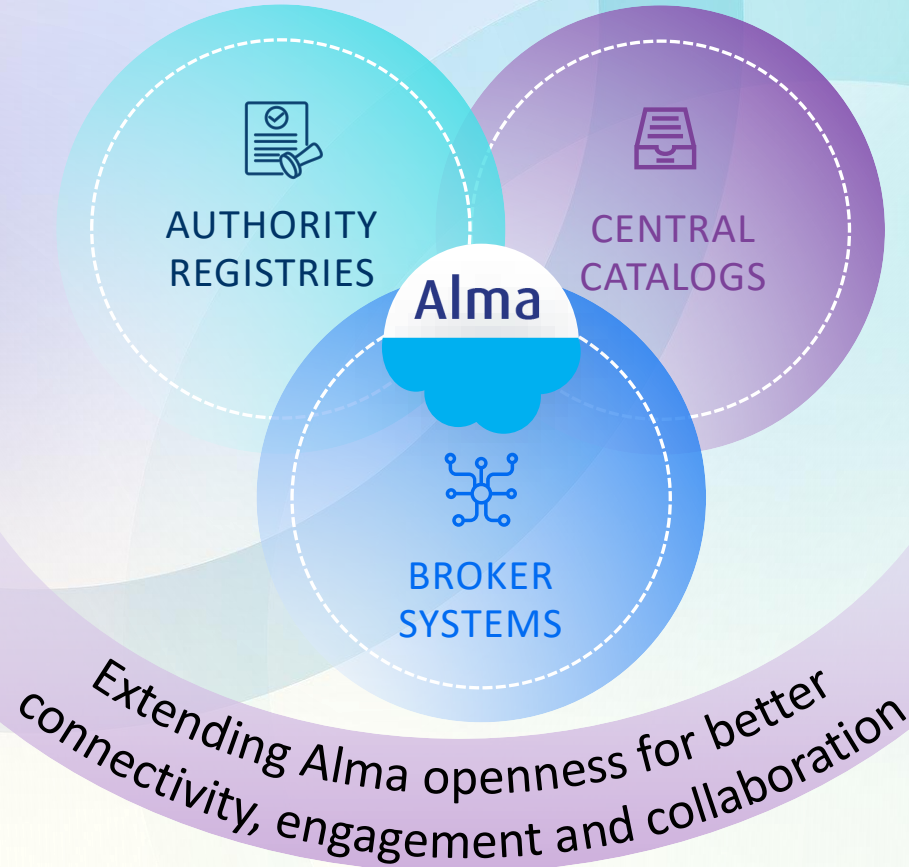 AUTHORITY
REGISTRIES
CENTRAL
CATALOGS
Alma
BROKER
SYSTEMS
Extending Alma openness for better
connectivity, engagement and collaboration